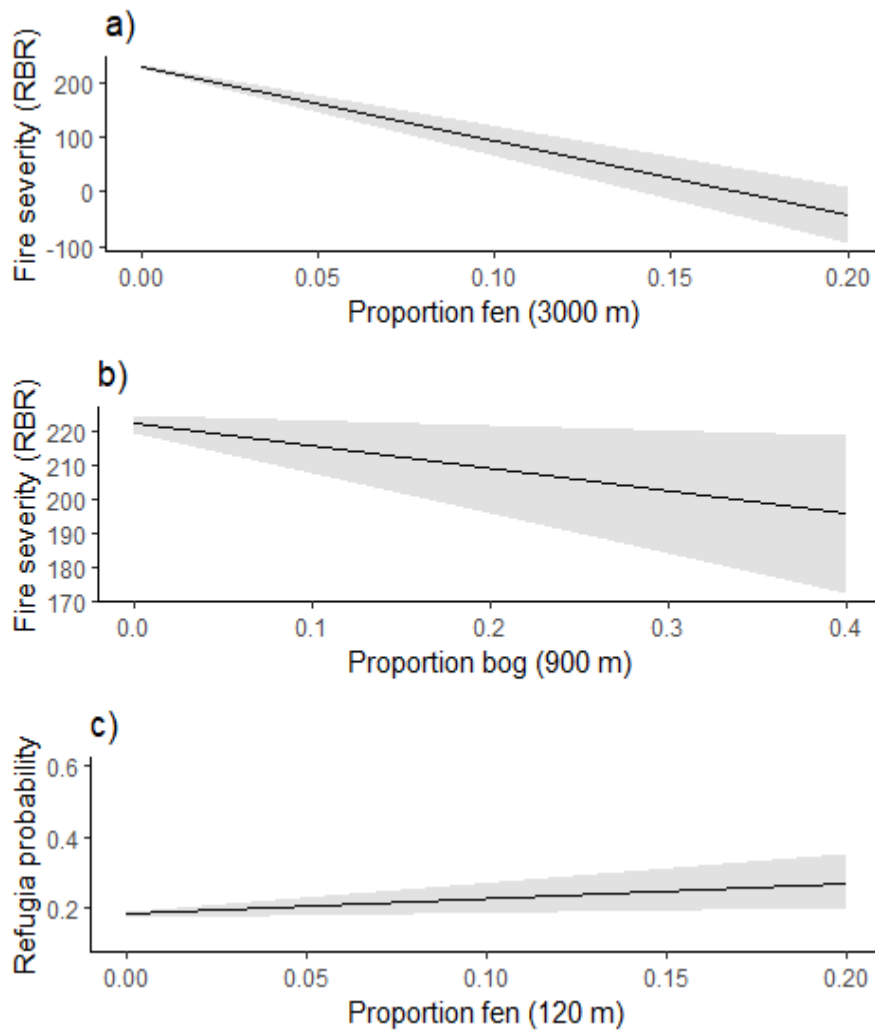 a)
Fire severity (RBR)
200
100
0
-100
0.00 0.05 0.10 0.15 0.20
Proportion fen (3000 m)
b)
Fire severity (RBR)
220
210
200
190
180
170
0.0 0.1 0.2 0.3 0.4
Proportion bog (900 m)
c)
Refugia probability
0.6
0.4
0.2
0.00 0.05 0.10 0.15 0.20
Proportion fen (120 m)